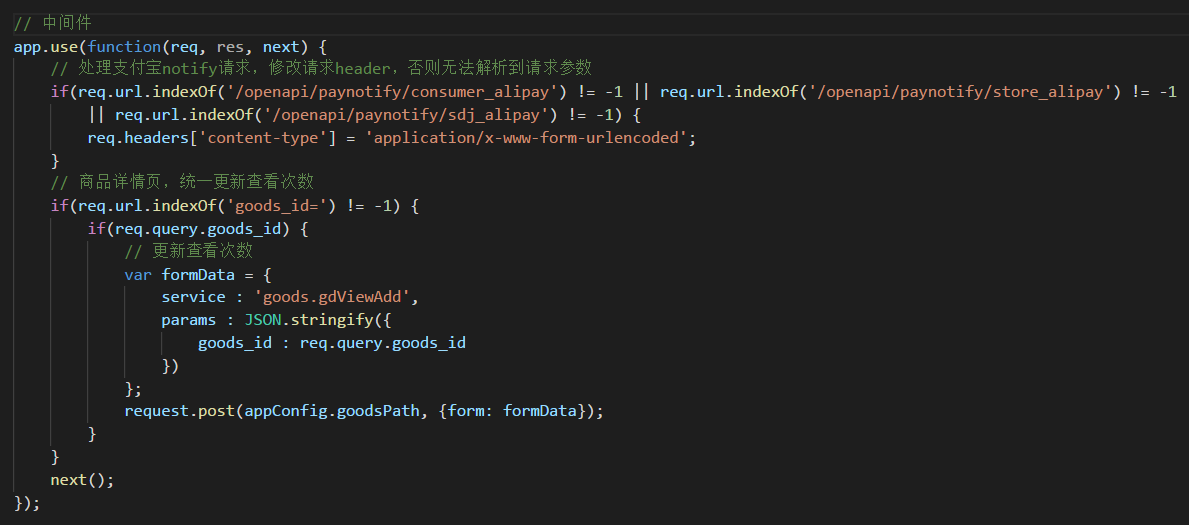 // 中间件
app.use(function(req, res, next) {
    // 处理支付宝notify请求，修改请求header，否则无法解析到请求参数
    if(req.url.indexOf('/openapi/paynotify/consumer_alipay') != -1 || req.url.indexOf('/openapi/paynotify/store_alipay') != -1
        || req.url.indexOf('/openapi/paynotify/sdj_alipay') != -1) {
        req.headers['content-type'] = 'application/x-www-form-urlencoded';
    }
    // 商品详情页，统一更新查看次数
    if(req.url.indexOf('goods_id=') != -1) {
        if(req.query.goods_id) {
            // 更新查看次数
            var formData = {
                service : 'goods.gdViewAdd',
                params : JSON.stringify({
                    goods_id : req.query.goods_id
                })
            };
            request.post(appConfig.goodsPath, {form: formData});
        }
    }
    next();
});